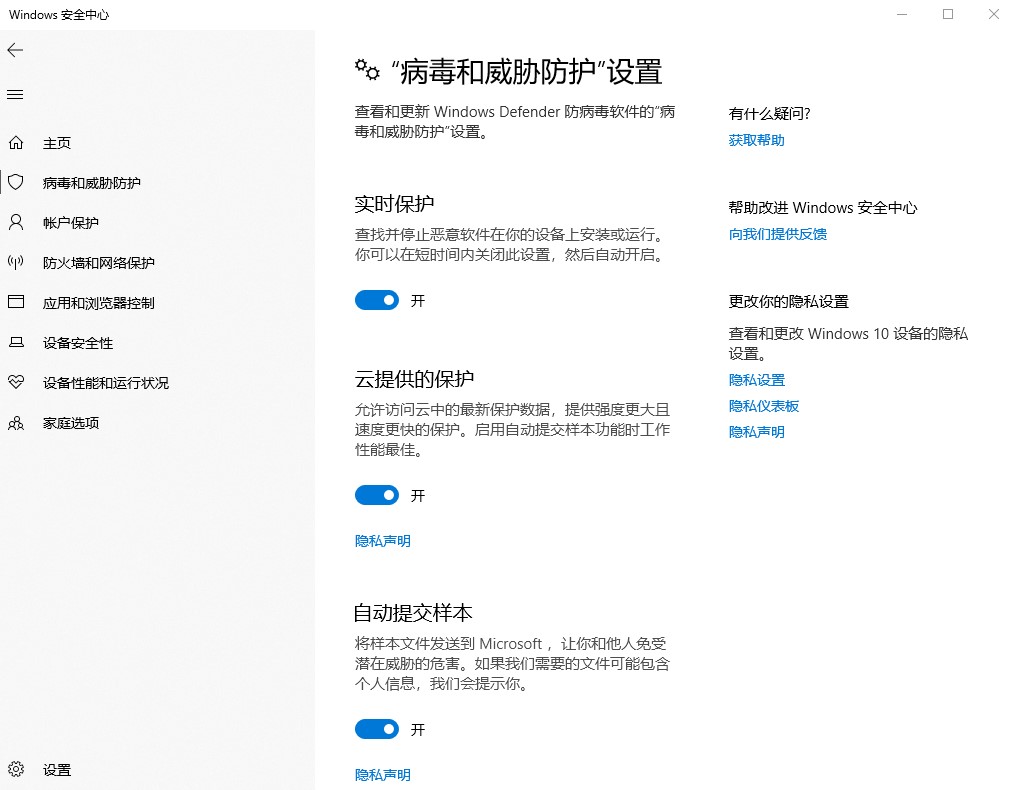 Windows 安全中心
主页
病毒和威胁防护
帐户保护
防火墙和网络保护
应用和浏览器控制
设备安全性
设备性能和运行状况
家庭选项
设置
“病毒和威胁防护”设置
查看和更新 Windows Defender 防病毒软件的“病
毒和威胁防护”设置。
实时保护
查找并停止恶意软件在你的设备上安装或运行。
你可以在短时间内关闭此设置，然后自动开启。
开
云提供的保护
允许访问云中的最新保护数据，提供强度更大且
速度更快的保护。启用自动提交样本功能时工作
性能最佳。
开
隐私声明
自动提交样本
将样本文件发送到 Microsoft ，让你和他人免受
潜在威胁的危害。如果我们需要的文件可能包含
个人信息，我们会提示你。
开
隐私声明
有什么疑问?
获取帮助
帮助改进 Windows 安全中心
向我们提供反馈
更改你的隐私设置
查看和更改 Windows 10 设备的隐私
设置。
隐私设置
隐私仪表板
隐私声明